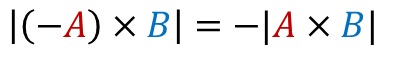 |(−A) × B| = −|A × B|